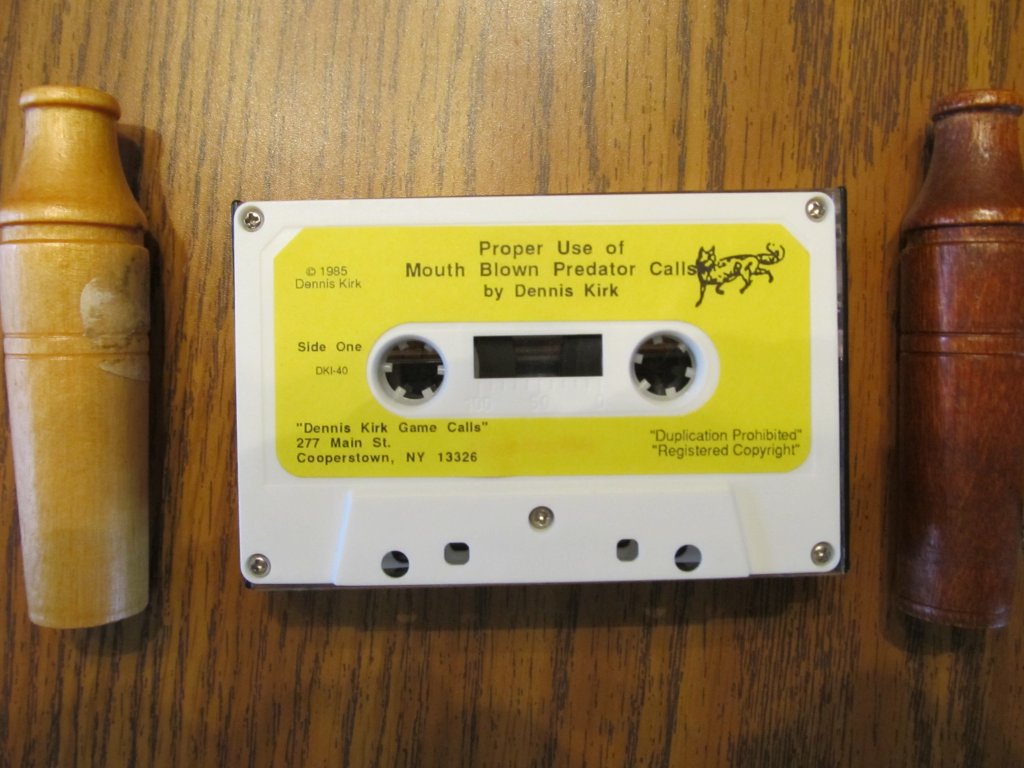 Proper Use of
Mouth Blown Predator Calls
by Dennis Kirk
© 1985
Dennis Kirk
Side One
DKI-40
100 50 0
"Dennis Kirk Game Calls"
277 Main St.
Cooperstown, NY 13326
"Duplication Prohibited"
"Registered Copyright"